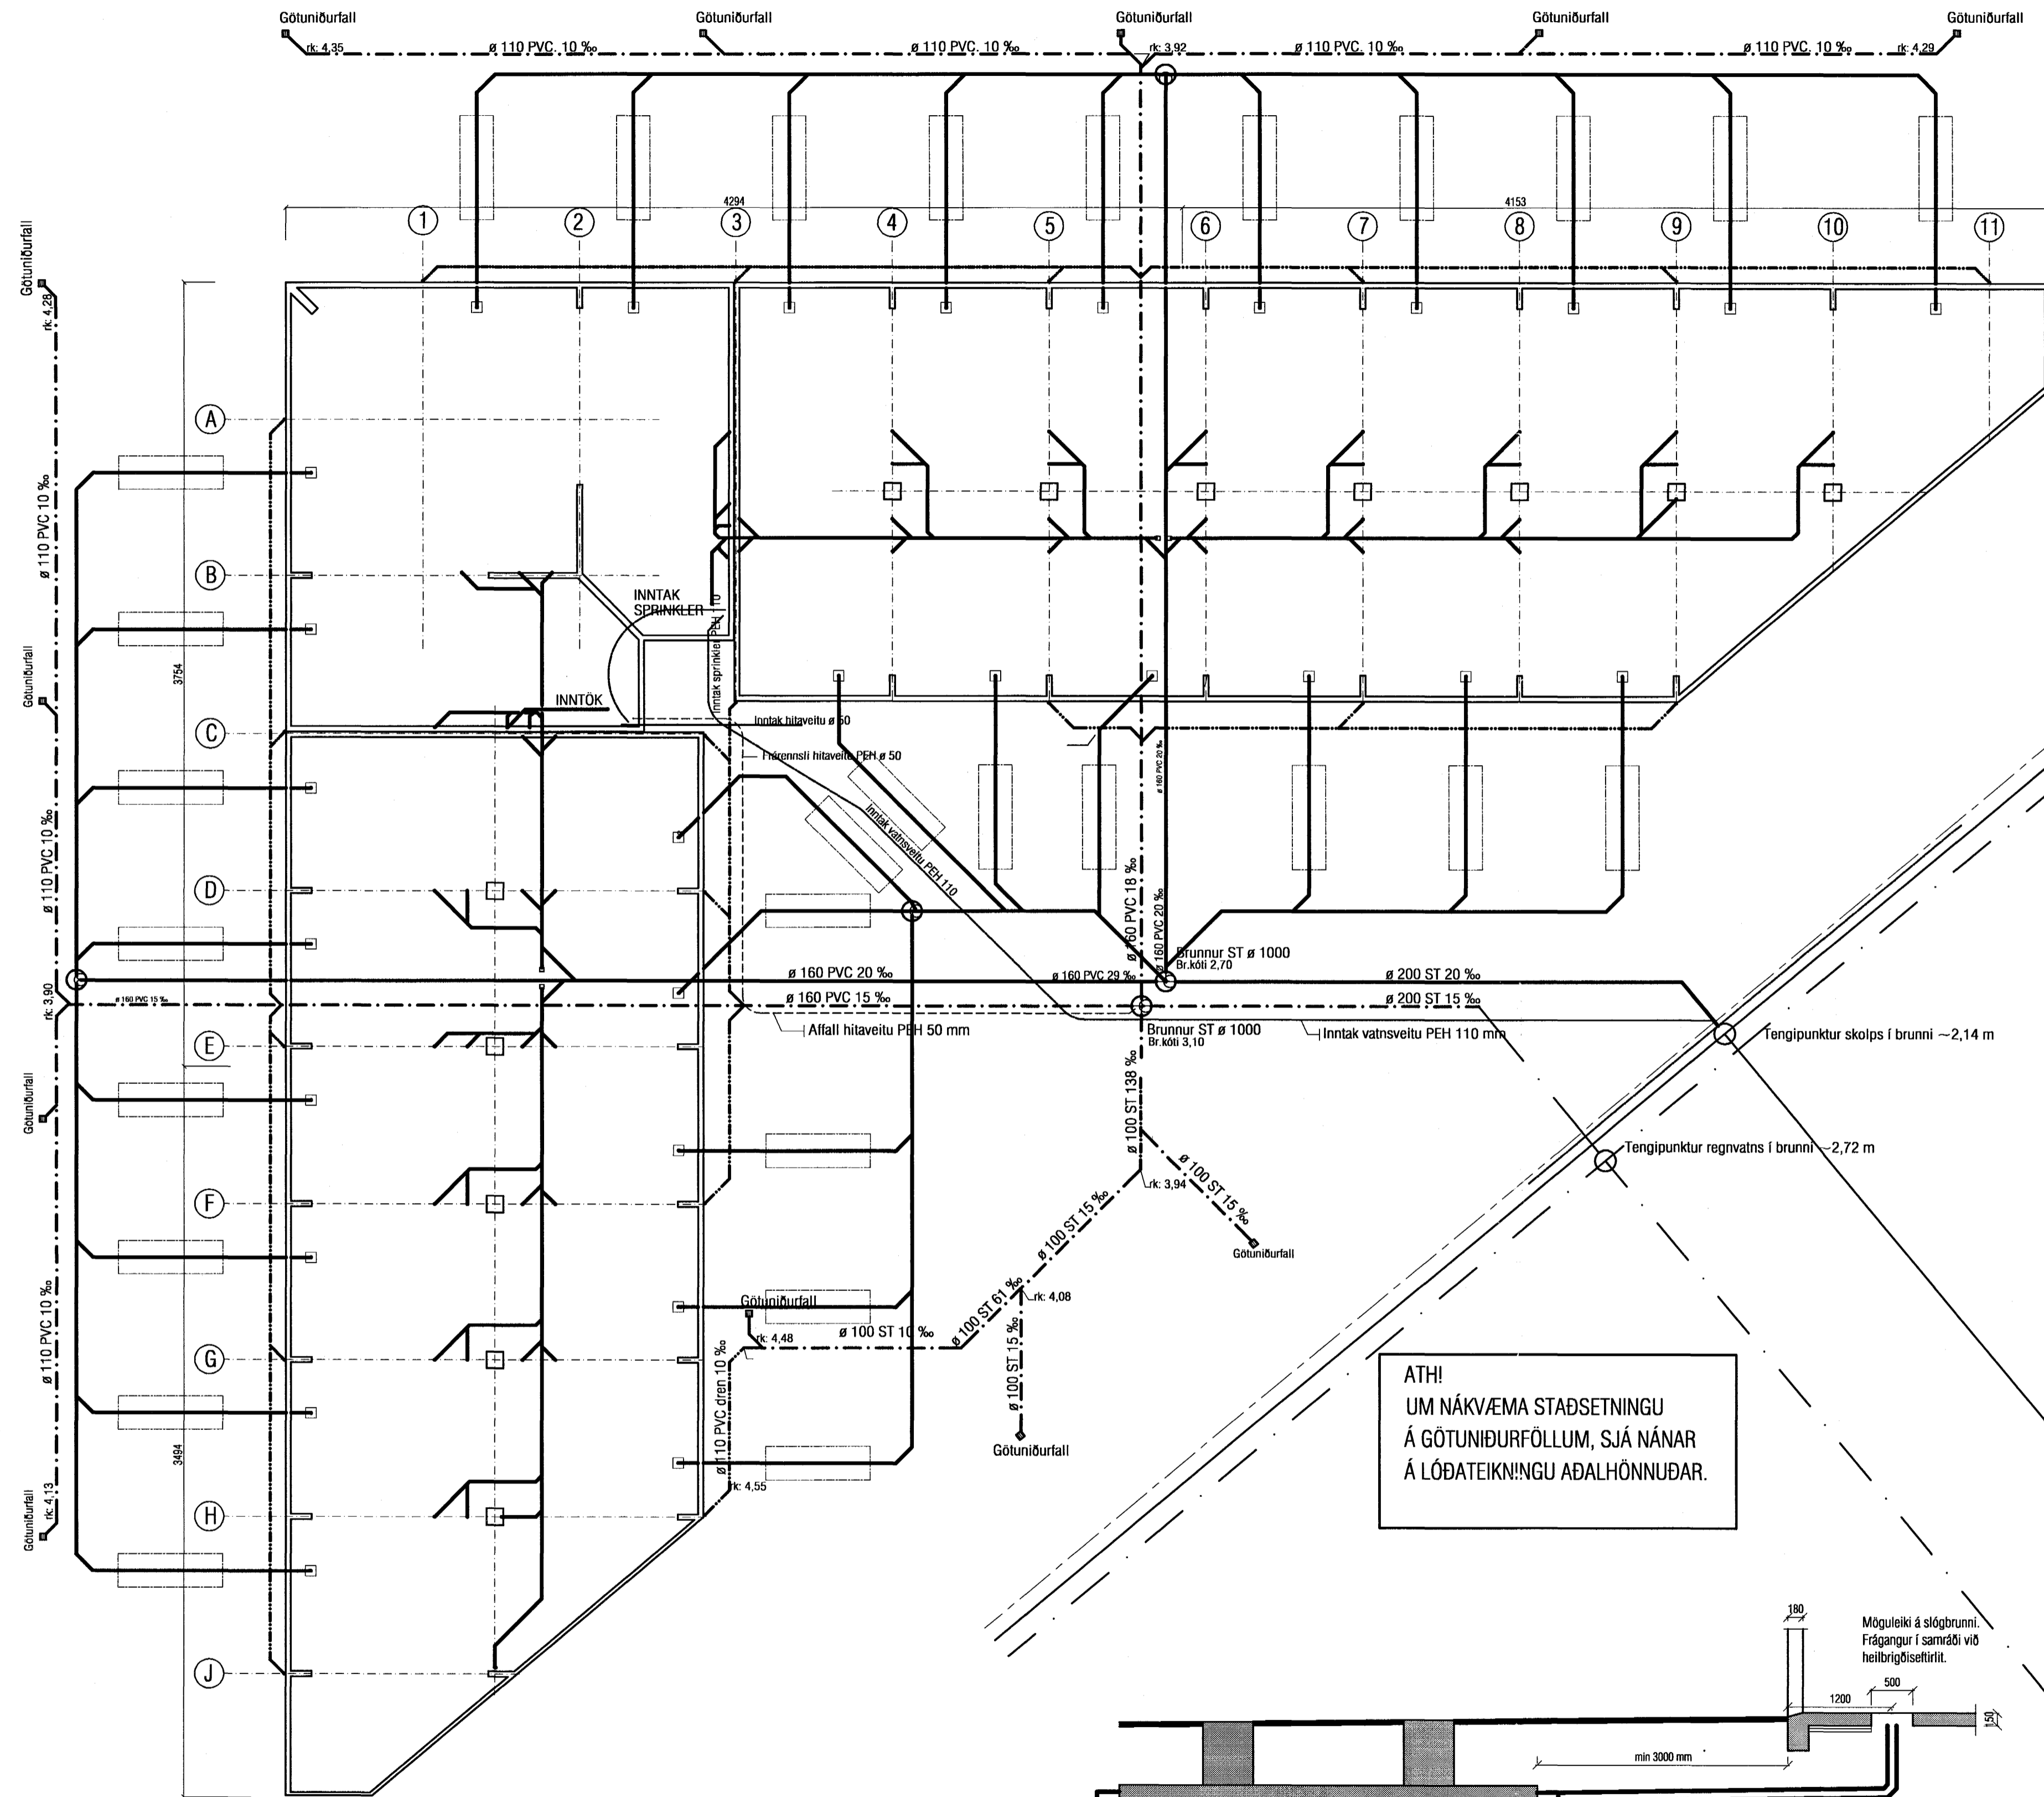 Götuniðurfall
Götuniðurfall
Götuniðurfall
Götuniðurfall
Götuniðurfall
rk: 4,35
ø 110 PVC. 10 ‰
ø 110 PVC. 10 ‰
rk: 3,92
ø 110 PVC. 10 ‰
ø 110 PVC. 10 ‰
rk: 4,29
4294
4153
1
2
3
4
5
6
7
8
9
10
11
Götuniðurfall
rk: 4,28
A
ø 110 PVC 10 ‰
B
INNTAK
SPRINKLER
Inntak sprinkler PEH 110
Götuniðurfall
3754
INNTÖK
C
Inntak hitaveitu ø 50
Frárennsli hitaveitu PEH ø 50
ø 160 PVC 20 ‰
Inntak vatnsveitu PEH 110
ø 110 PVC 10 ‰
D
ø 160 PVC 18 ‰
ø 160 PVC 20 ‰
Brunnur ST ø 1000
Br.kóti 2,70
ø 160 PVC 20 ‰
ø 160 PVC 29 ‰
ø 200 ST 20 ‰
rk: 3,90
ø 160 PVC 15 ‰
ø 160 PVC 15 ‰
ø 200 ST 15 ‰
Affall hitaveitu PEH 50 mm
Brunnur ST ø 1000
Br.kóti 3,10
Inntak vatnsveitu PEH 110 mm
Tengipunktur skolps í brunni ~2,14 m
E
Götuniðurfall
ø 100 ST 138 ‰
Tengipunktur regnvatns í brunni ~2,72 m
F
rk: 3,94
ø 100 ST 15 ‰
ø 100 ST 15 ‰
Götuniðurfall
rk: 4,08
Götuniðurfall
ø 100 ST 61 ‰
rk: 4,48
ø 100 ST 10 ‰
ø 110 PVC 10 ‰
G
ø 100 ST 15 ‰
ø 110 PVC dren 10 ‰
Götuniðurfall
3494
rk: 4,55
rk: 4,13
H
Götuniðurfall
ATH!
UM NÁKVÆMA STAÐSETNINGU
Á GÖTUNIÐURFÖLLUM, SJÁ NÁNAR
Á LÓÐATEIKNINGU AÐALHÖNNUÐAR.
J
180
Möguleiki á slógbrunni.
Frágangur í samráði við
heilbrigðiseftirlit.
500
1200
150
min 3000 mm